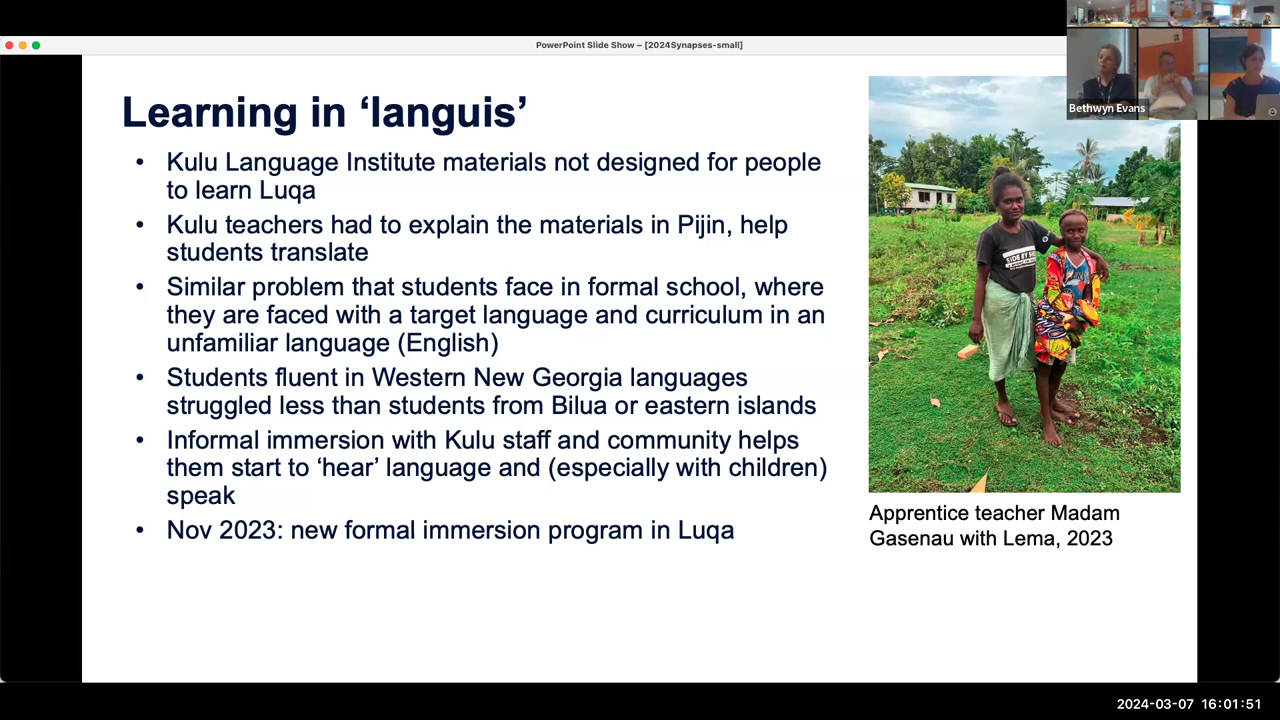 PowerPoint Slide Show – [2024Synapses-small]
Bethwyn Evans
Learning in ‘languis’
• Kulu Language Institute materials not designed for people
to learn Luqa
• Kulu teachers had to explain the materials in Pijin, help
students translate
• Similar problem that students face in formal school, where
they are faced with a target language and curriculum in an
unfamiliar language (English)
• Students fluent in Western New Georgia languages
struggled less than students from Bilua or eastern islands
• Informal immersion with Kulu staff and community helps
them start to ‘hear’ language and (especially with children)
speak
• Nov 2023: new formal immersion program in Luqa
SIDE BY SIDE
Apprentice teacher Madam
Gasenau with Lema, 2023
2024-03-07 16:01:51